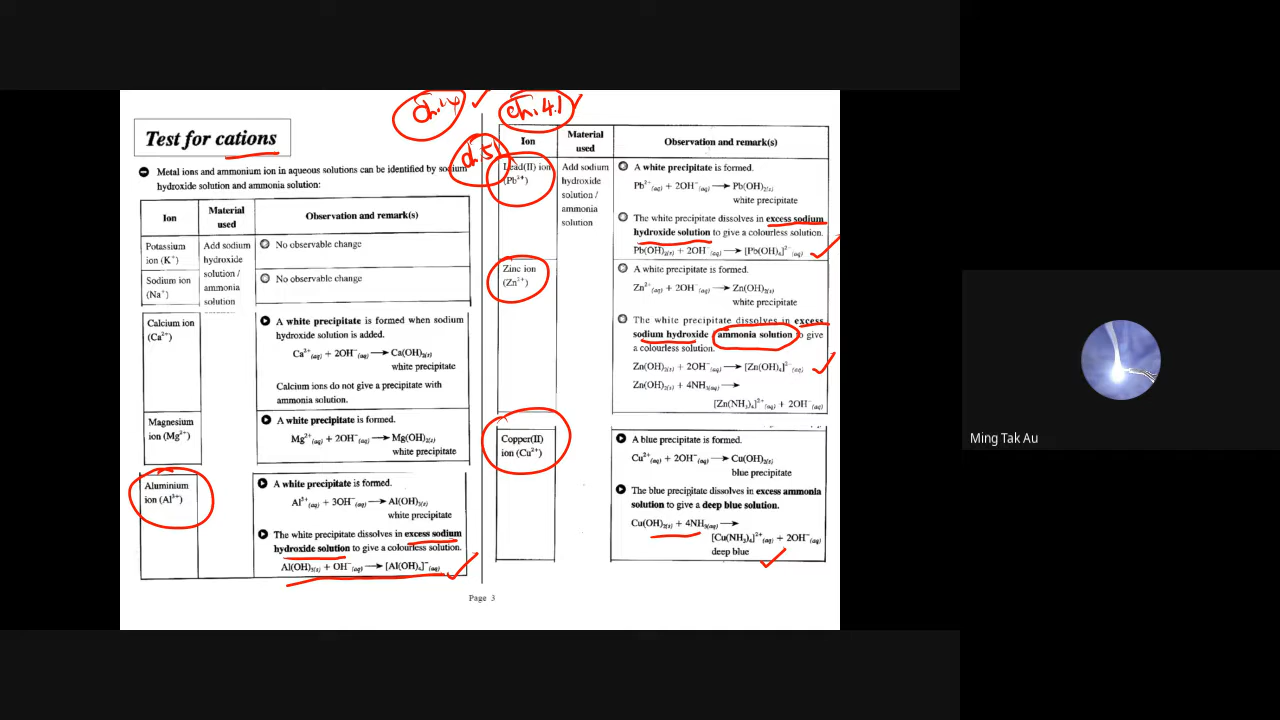 ch. 4
ch. 4.1
ch 51
Test for cations
Metal ions and ammonium ion in aqueous solutions can be identified by sodium
hydroxide solution and ammonia solution:
Ion
Material
used
Observation and remark(s)
Potassium
ion (K⁺)
Add sodium
hydroxide
solution /
ammonia
solution
No observable change
Sodium ion
(Na⁺)
No observable change
Calcium ion
(Ca²⁺)
A white precipitate is formed when sodium
hydroxide solution is added.
Ca²⁺(aq) + 2OH⁻(aq) ⟶ Ca(OH)₂(s)
white precipitate
Calcium ions do not give a precipitate with
ammonia solution.
Magnesium
ion (Mg²⁺)
A white precipitate is formed.
Mg²⁺(aq) + 2OH⁻(aq) ⟶ Mg(OH)₂(s)
white precipitate
Aluminium
ion (Al³⁺)
A white precipitate is formed.
Al³⁺(aq) + 3OH⁻(aq) ⟶ Al(OH)₃(s)
white precipitate
The white precipitate dissolves in excess sodium
hydroxide solution to give a colourless solution.
Al(OH)₃(s) + OH⁻(aq) ⟶ [Al(OH)₄]⁻(aq)
Ion
Material
used
Observation and remark(s)
Lead(II) ion
(Pb²⁺)
Add sodium
hydroxide
solution /
ammonia
solution
A white precipitate is formed.
Pb²⁺(aq) + 2OH⁻(aq) ⟶ Pb(OH)₂(s)
white precipitate
The white precipitate dissolves in excess sodium
hydroxide solution to give a colourless solution.
Pb(OH)₂(s) + 2OH⁻(aq) ⟶ [Pb(OH)₄]²⁻(aq)
Zinc ion
(Zn²⁺)
A white precipitate is formed.
Zn²⁺(aq) + 2OH⁻(aq) ⟶ Zn(OH)₂(s)
white precipitate
The white precipitate dissolves in excess
sodium hydroxide ammonia solution to give
a colourless solution.
Zn(OH)₂(s) + 2OH⁻(aq) ⟶ [Zn(OH)₄]²⁻(aq)
Zn(OH)₂(s) + 4NH₃(aq) ⟶
[Zn(NH₃)₄]²⁺(aq) + 2OH⁻(aq)
Copper(II)
ion (Cu²⁺)
A blue precipitate is formed.
Cu²⁺(aq) + 2OH⁻(aq) ⟶ Cu(OH)₂(s)
blue precipitate
The blue precipitate dissolves in excess ammonia
solution to give a deep blue solution.
Cu(OH)₂(s) + 4NH₃(aq) ⟶
[Cu(NH₃)₄]²⁺(aq) + 2OH⁻(aq)
deep blue
Page 3
Ming Tak Au